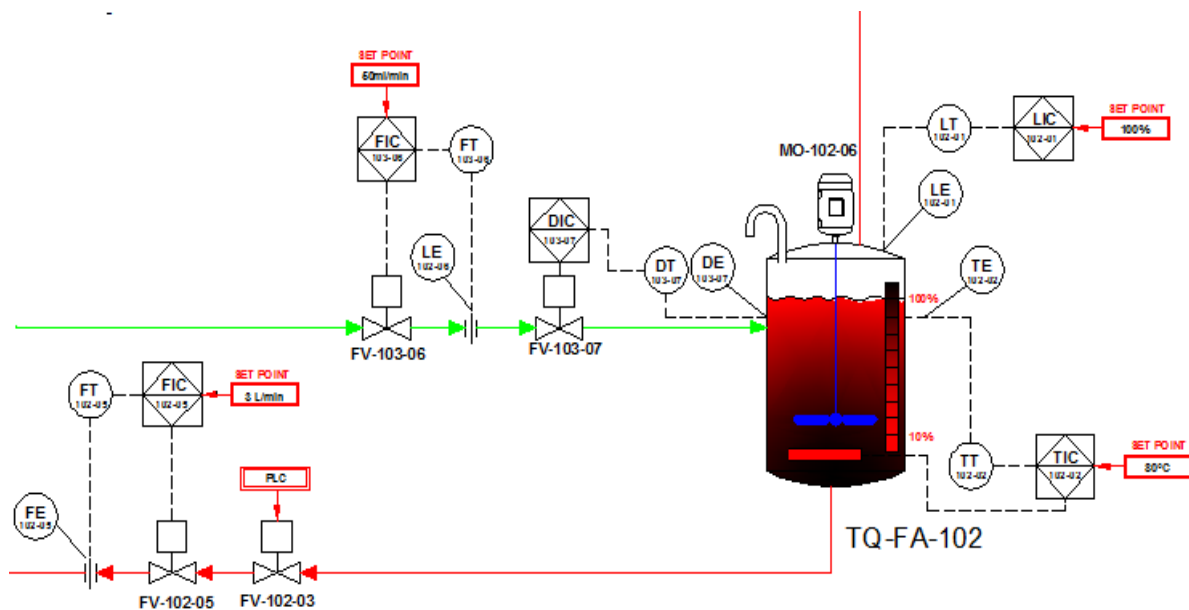 SET POINT
50ml/min
FIC
103-06
FT
103-06
LE
102-06
DIC
103-07
DT
103-07
DE
103-07
FV-103-06
FV-103-07
MO-102-06
LT
102-01
LIC
102-01
SET POINT
100%
LE
102-01
TE
102-02
100%
10%
FT
102-05
FIC
102-05
SET POINT
8 L/min
PLC
FE
102-05
FV-102-05
FV-102-03
TQ-FA-102
TT
102-02
TIC
102-02
SET POINT
80ºC